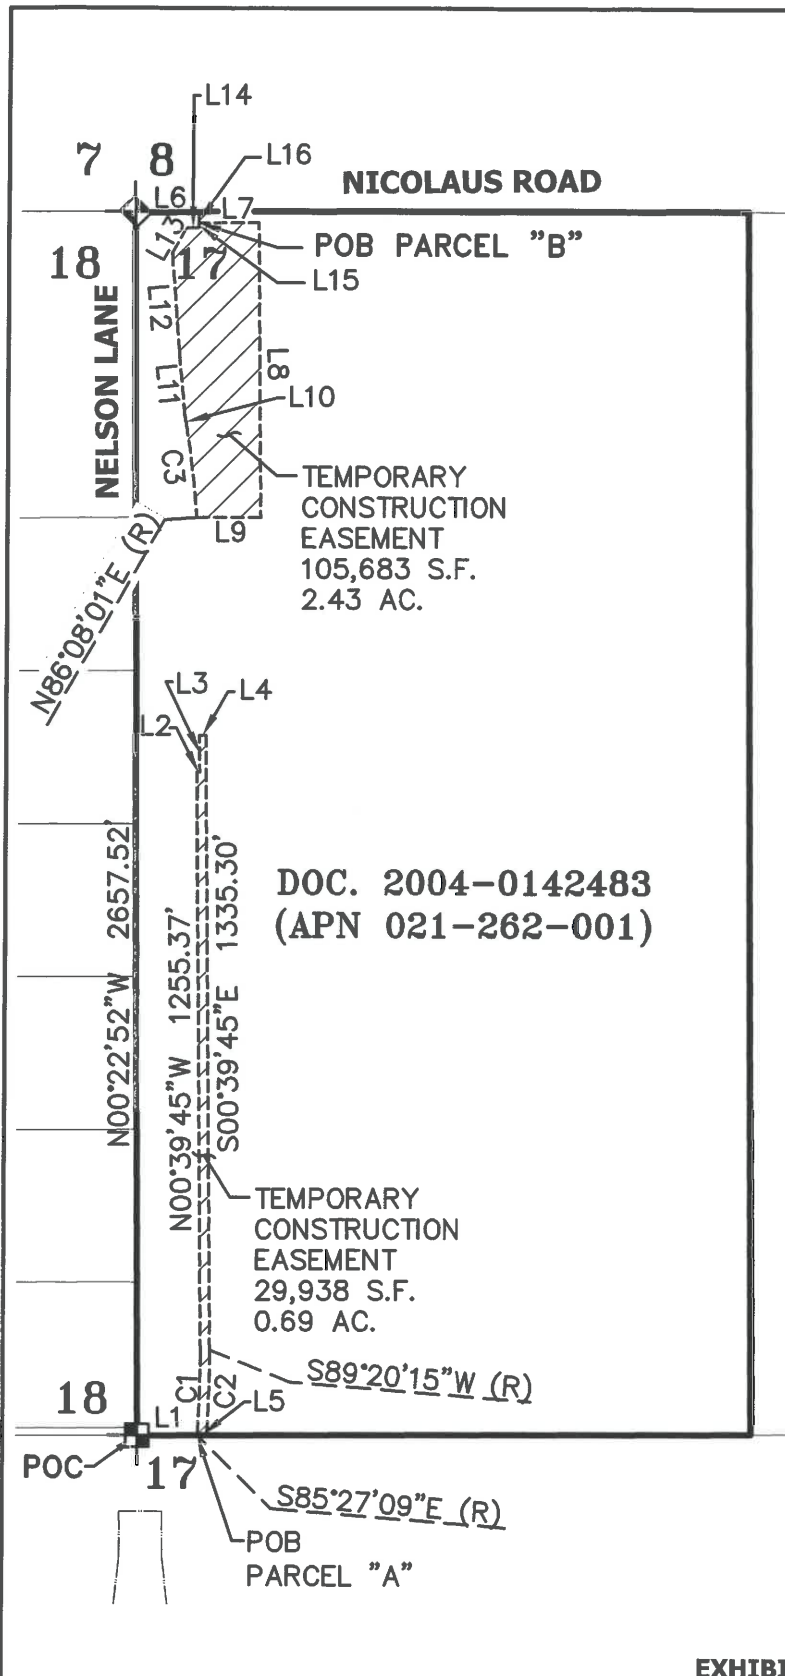 L14
7 8
L16
NICOLAUS ROAD
L6
L7
L13
POB PARCEL "B"
18
17
L15
L12
NELSON LANE
L8
L11
L10
C3
TEMPORARY
CONSTRUCTION
EASEMENT
105,683 S.F.
2.43 AC.
L9
N86°08'01"E (R)
L3
L4
L2
N00°22'52"W 2657.52'
N00°39'45"W 1255.37'
S00°39'45"E 1335.30'
DOC. 2004-0142483
(APN 021-262-001)
TEMPORARY
CONSTRUCTION
EASEMENT
29,938 S.F.
0.69 AC.
S89°20'15"W (R)
C1
C2
18
L1
L5
POC
17
S85°27'09"E (R)
POB
PARCEL "A"
EXHIBI